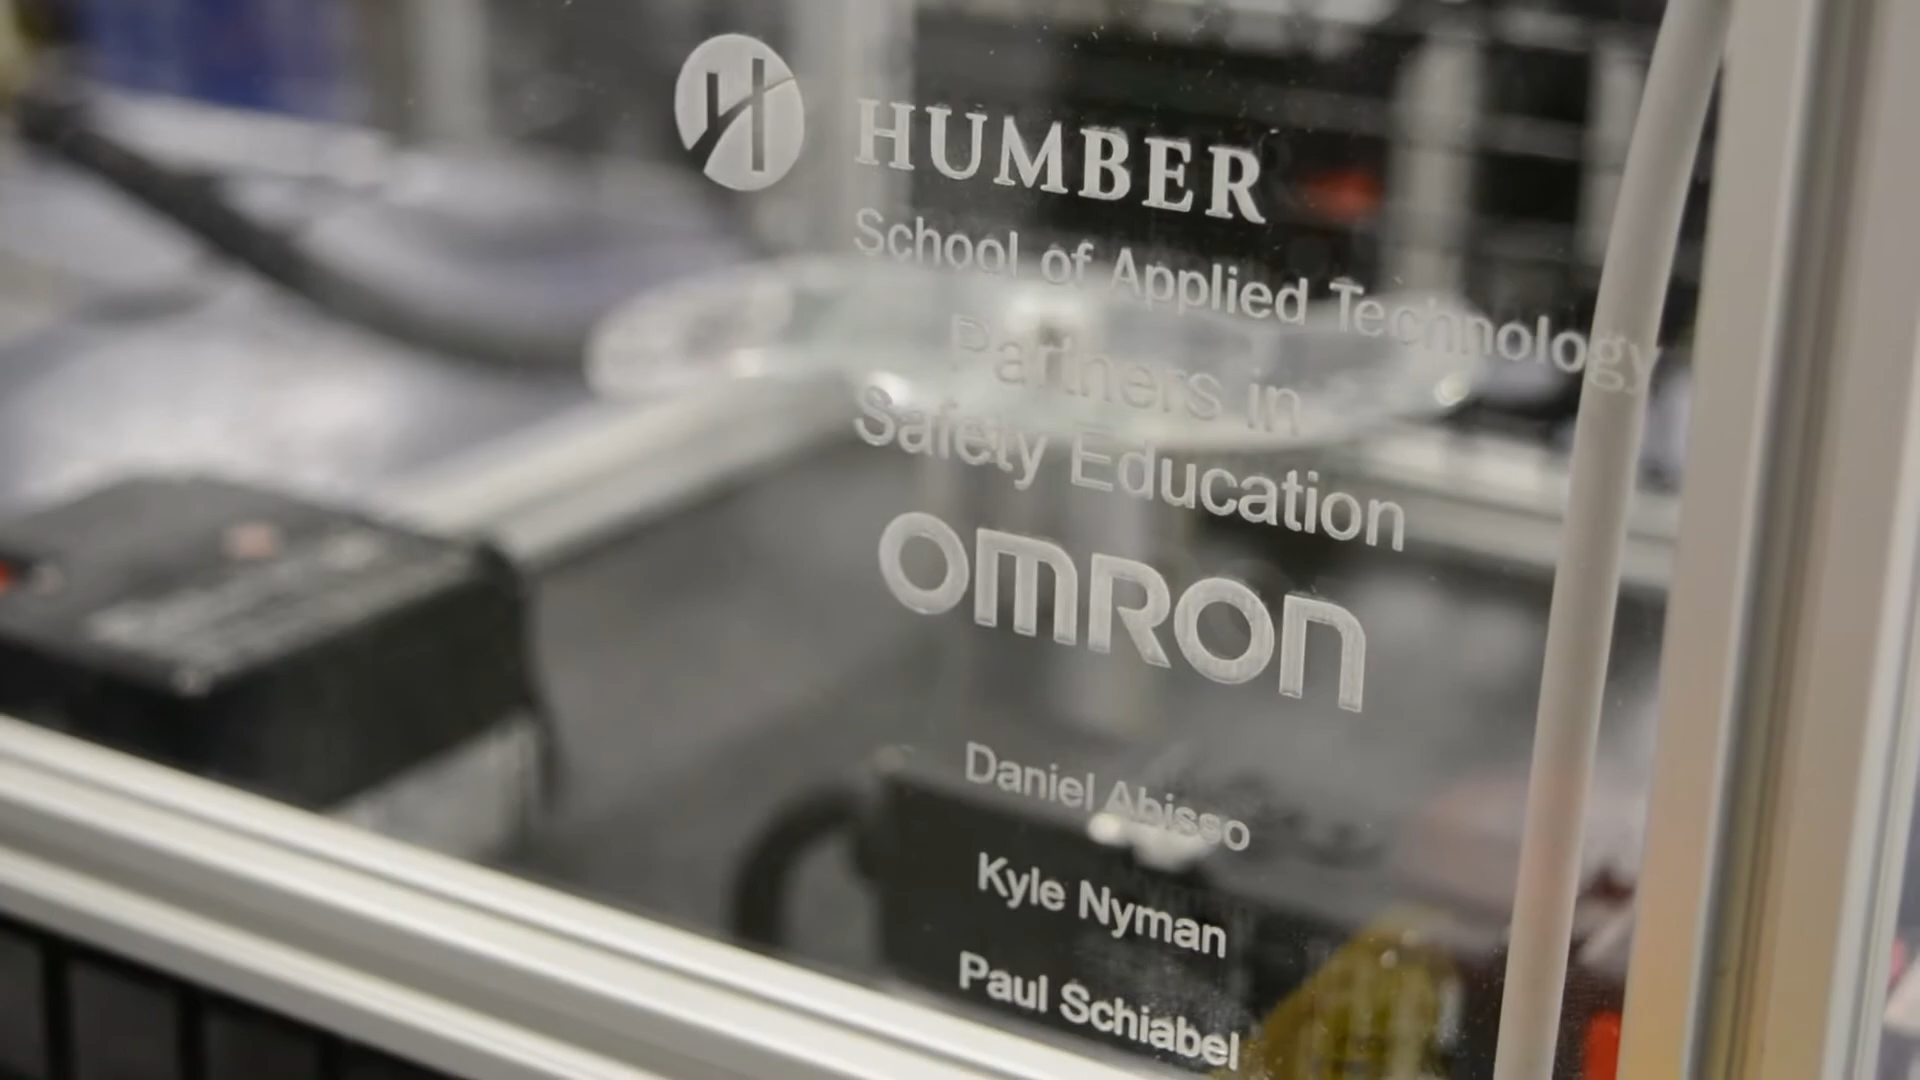 HUMBER
School of Applied Technology
Partners in
Safety Education
OMRON
Daniel Abisso
Kyle Nyman
Paul Schiabel